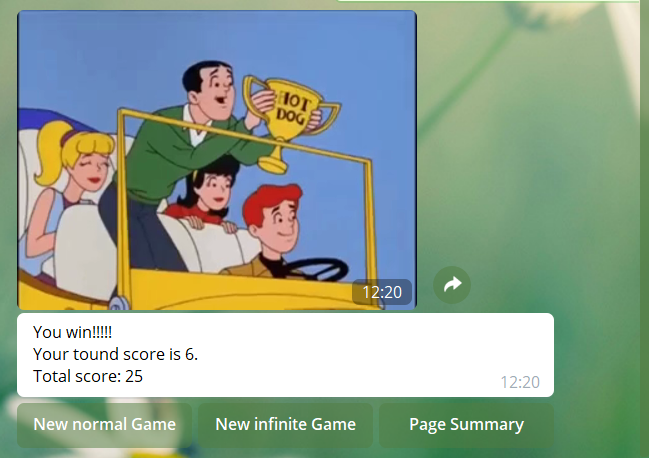 HOT
DOG
12:20
You win!!!!!
Your tound score is 6.
Total score: 25
12:20
New normal Game
New infinite Game
Page Summary